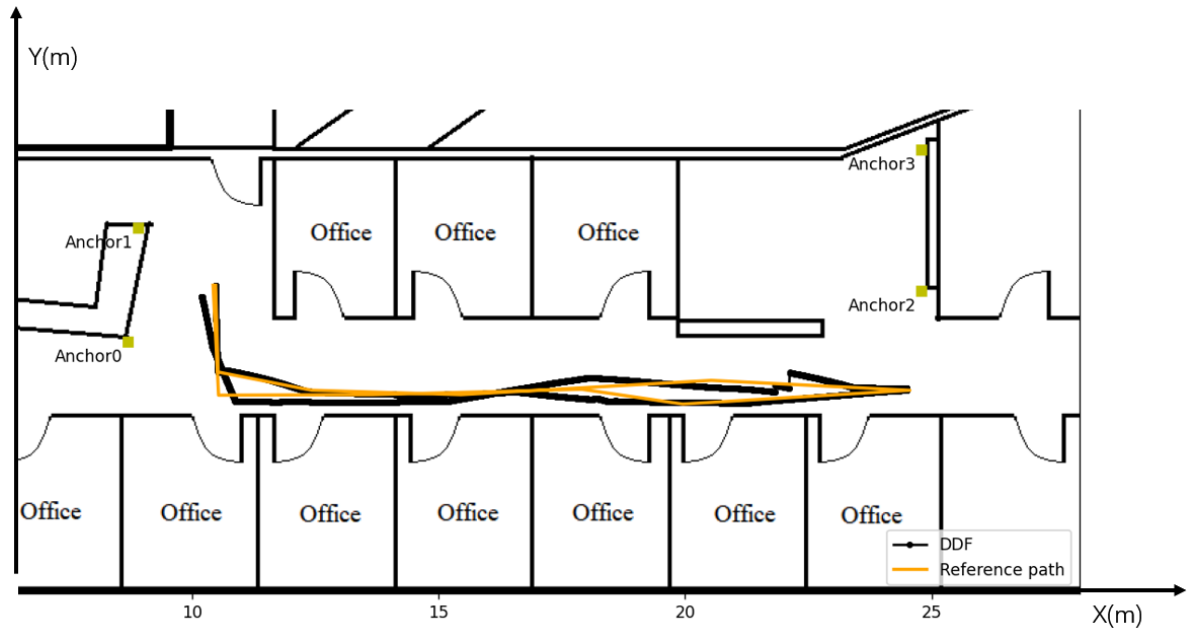 Y(m)
Anchor3
Office Office Office
Anchor1
Anchor2
Anchor0
Office Office Office Office Office Office Office
DDF
Reference path
10 15 20 25
X(m)